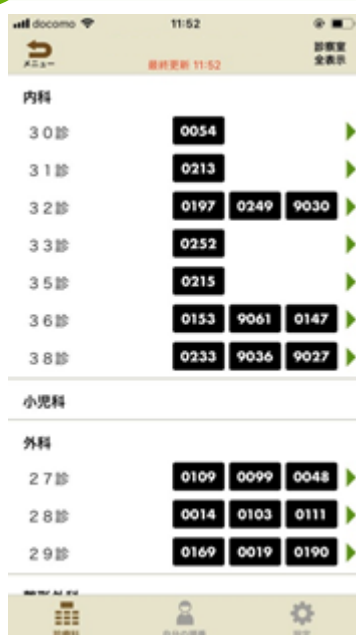 docomo 11:52
メニュー 最終更新 11:52 診察室
全表示
内科
30診 0054
31診 0213
32診 0197 0249 9030
33診 0252
35診 0215
36診 0153 9061 0147
38診 0233 9036 9027
小児科
外科
27診 0109 0099 0048
28診 0014 0103 0111
29診 0169 0019 0190